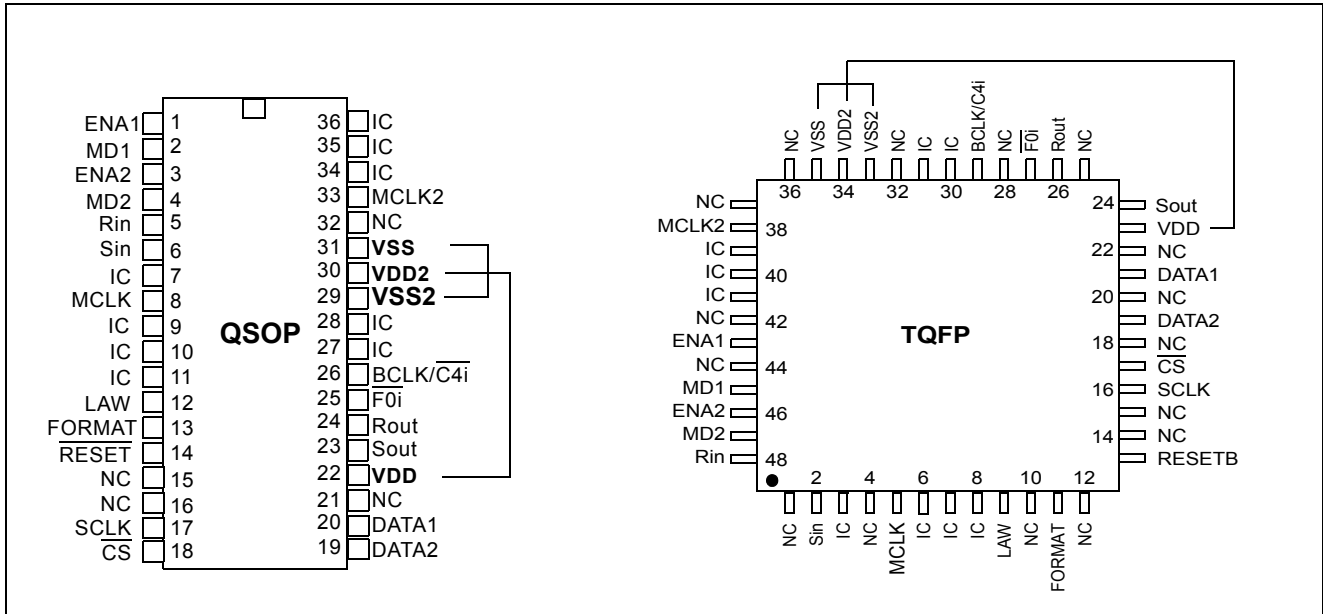 ENA1 1
MD1 2
ENA2 3
MD2 4
Rin 5
Sin 6
IC 7
MCLK 8
IC 9
IC 10
IC 11
LAW 12
FORMAT 13
RESET 14
NC 15
NC 16
SCLK 17
CS 18
QSOP
36 IC
35 IC
34 IC
33 MCLK2
32 NC
31 VSS
30 VDD2
29 VSS2
28 IC
27 IC
26 BCLK/C4i
25 F0i
24 Rout
23 Sout
22 VDD
21 NC
20 DATA1
19 DATA2
NC VSS VDD2 VSS2 NC IC IC BCLK/C4i NC F0i Rout NC
36 34 32 30 28 26
NC
MCLK2 38
IC
IC 40
IC
NC 42
ENA1
NC 44
MD1
ENA2 46
MD2
Rin 48
TQFP
24 Sout
VDD
22 NC
DATA1
20 NC
DATA2
18 NC
CS
16 SCLK
NC
14 NC
RESETB
2 4 6 8 10 12
NC Sin IC NC MCLK IC IC IC LAW NC FORMAT NC